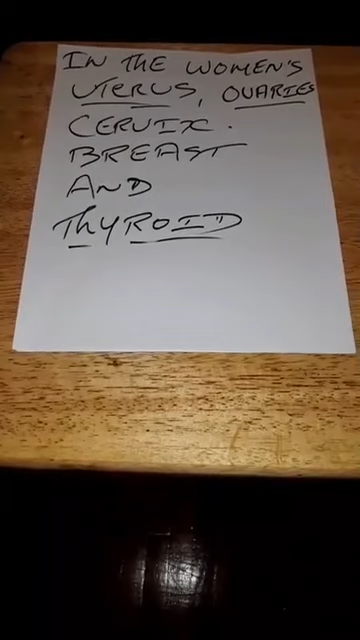 IN THE WOMEN'S
UTERUS, OVARIES
CERVIX.
BREAST
AND
ThYROID